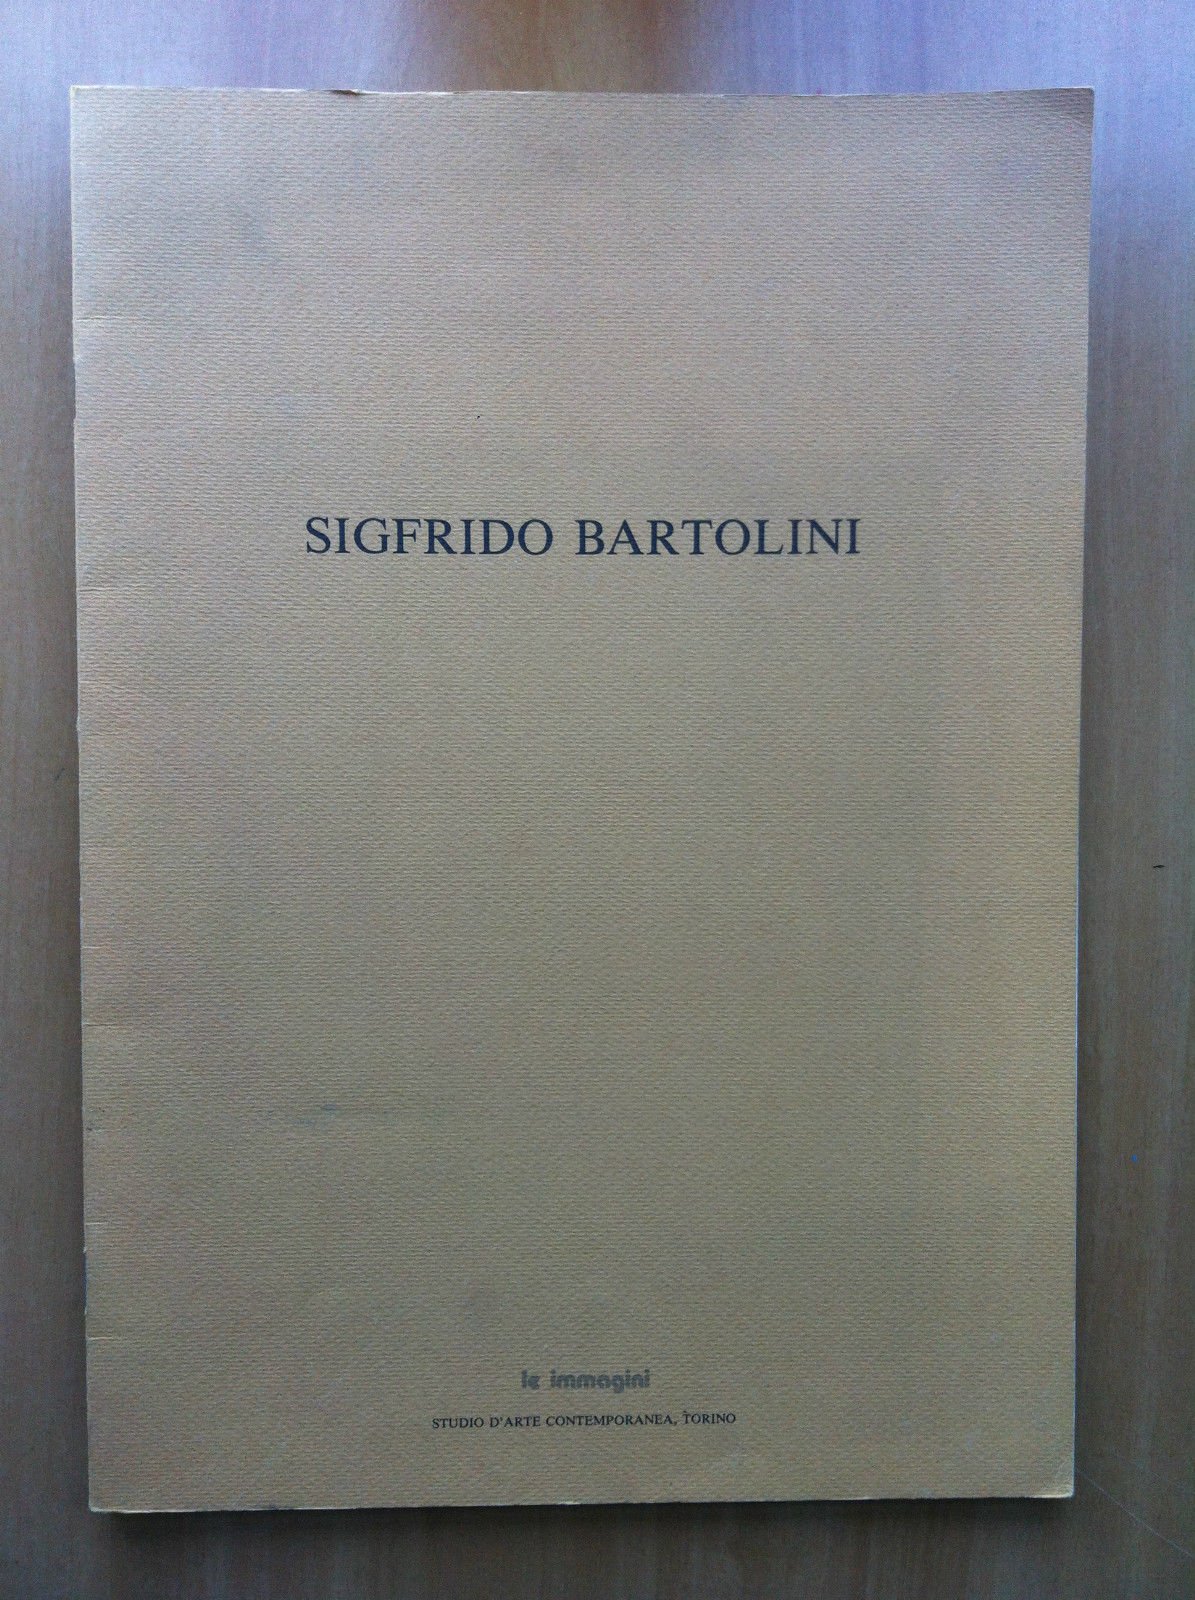 SIGFRIDO BARTOLINI
le immagini
STUDIO D'ARTE CONTEMPORANEA, TORINO